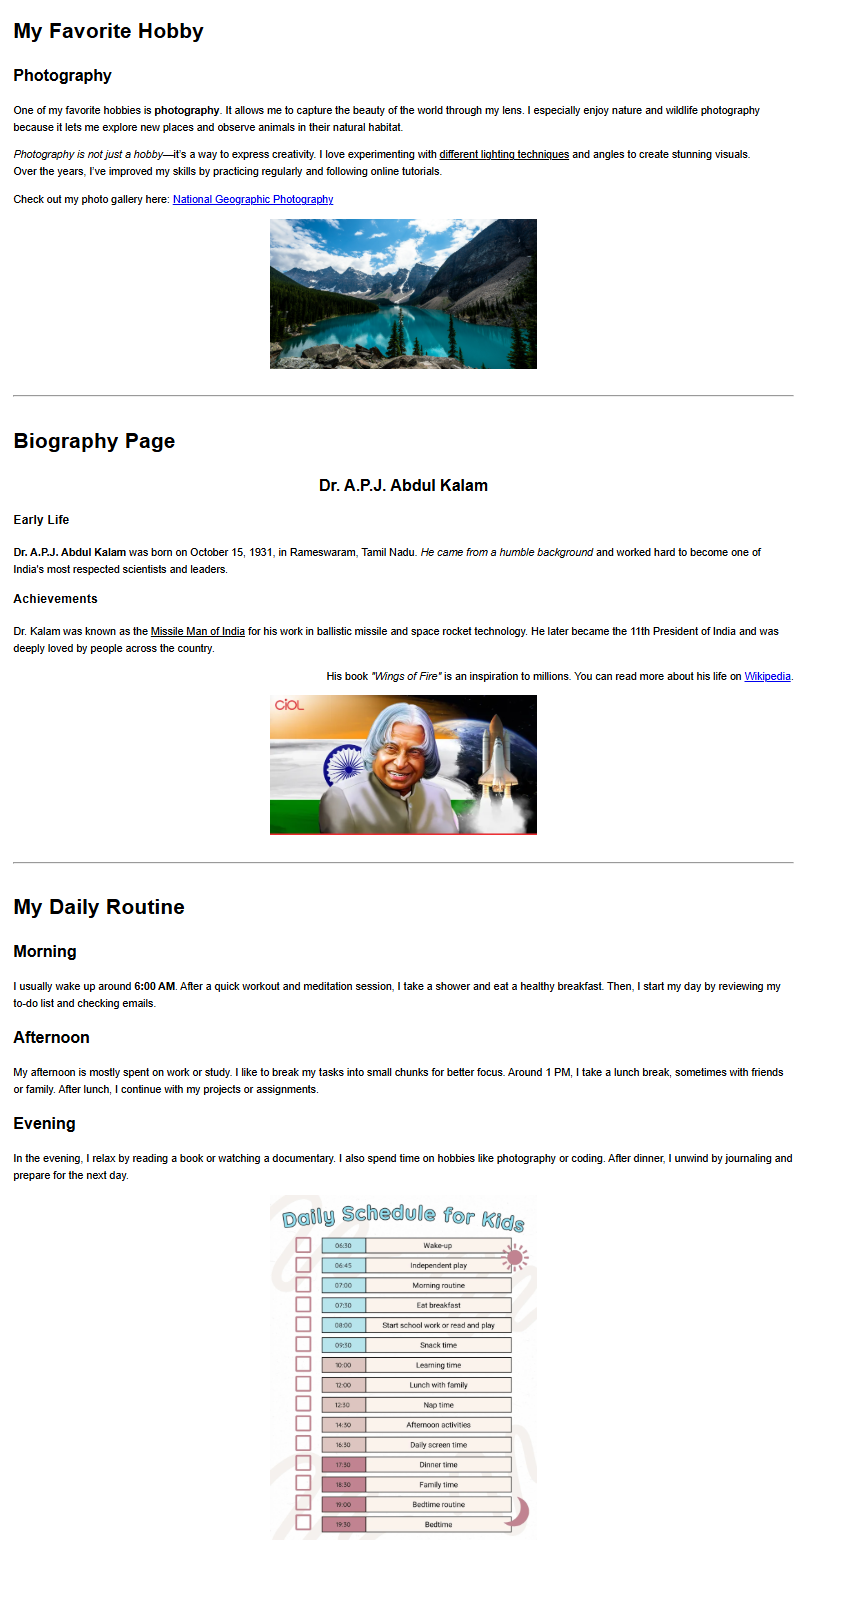 My Favorite Hobby
Photography
One of my favorite hobbies is photography. It allows me to capture the beauty of the world through my lens. I especially enjoy nature and wildlife photography
because it lets me explore new places and observe animals in their natural habitat.
Photography is not just a hobby—it's a way to express creativity. I love experimenting with different lighting techniques and angles to create stunning visuals.
Over the years, I've improved my skills by practicing regularly and following online tutorials.
Check out my photo gallery here: National Geographic Photography
Biography Page
Dr. A.P.J. Abdul Kalam
Early Life
Dr. A.P.J. Abdul Kalam was born on October 15, 1931, in Rameswaram, Tamil Nadu. He came from a humble background and worked hard to become one of
India's most respected scientists and leaders.
Achievements
Dr. Kalam was known as the Missile Man of India for his work in ballistic missile and space rocket technology. He later became the 11th President of India and was
deeply loved by people across the country.
His book "Wings of Fire" is an inspiration to millions. You can read more about his life on Wikipedia.
CiOL
My Daily Routine
Morning
I usually wake up around 6:00 AM. After a quick workout and meditation session, I take a shower and eat a healthy breakfast. Then, I start my day by reviewing my
to-do list and checking emails.
Afternoon
My afternoon is mostly spent on work or study. I like to break my tasks into small chunks for better focus. Around 1 PM, I take a lunch break, sometimes with friends
or family. After lunch, I continue with my projects or assignments.
Evening
In the evening, I relax by reading a book or watching a documentary. I also spend time on hobbies like photography or coding. After dinner, I unwind by journaling and
prepare for the next day.
Daily Schedule for Kids
06:30 Wake-up
06:45 Independent play
07:00 Morning routine
07:30 Eat breakfast
08:00 Start school work or read and play
09:30 Snack time
10:00 Learning time
12:00 Lunch with family
12:30 Nap time
14:30 Afternoon activities
16:30 Daily screen time
17:30 Dinner time
18:30 Family time
19:00 Bedtime routine
19:30 Bedtime